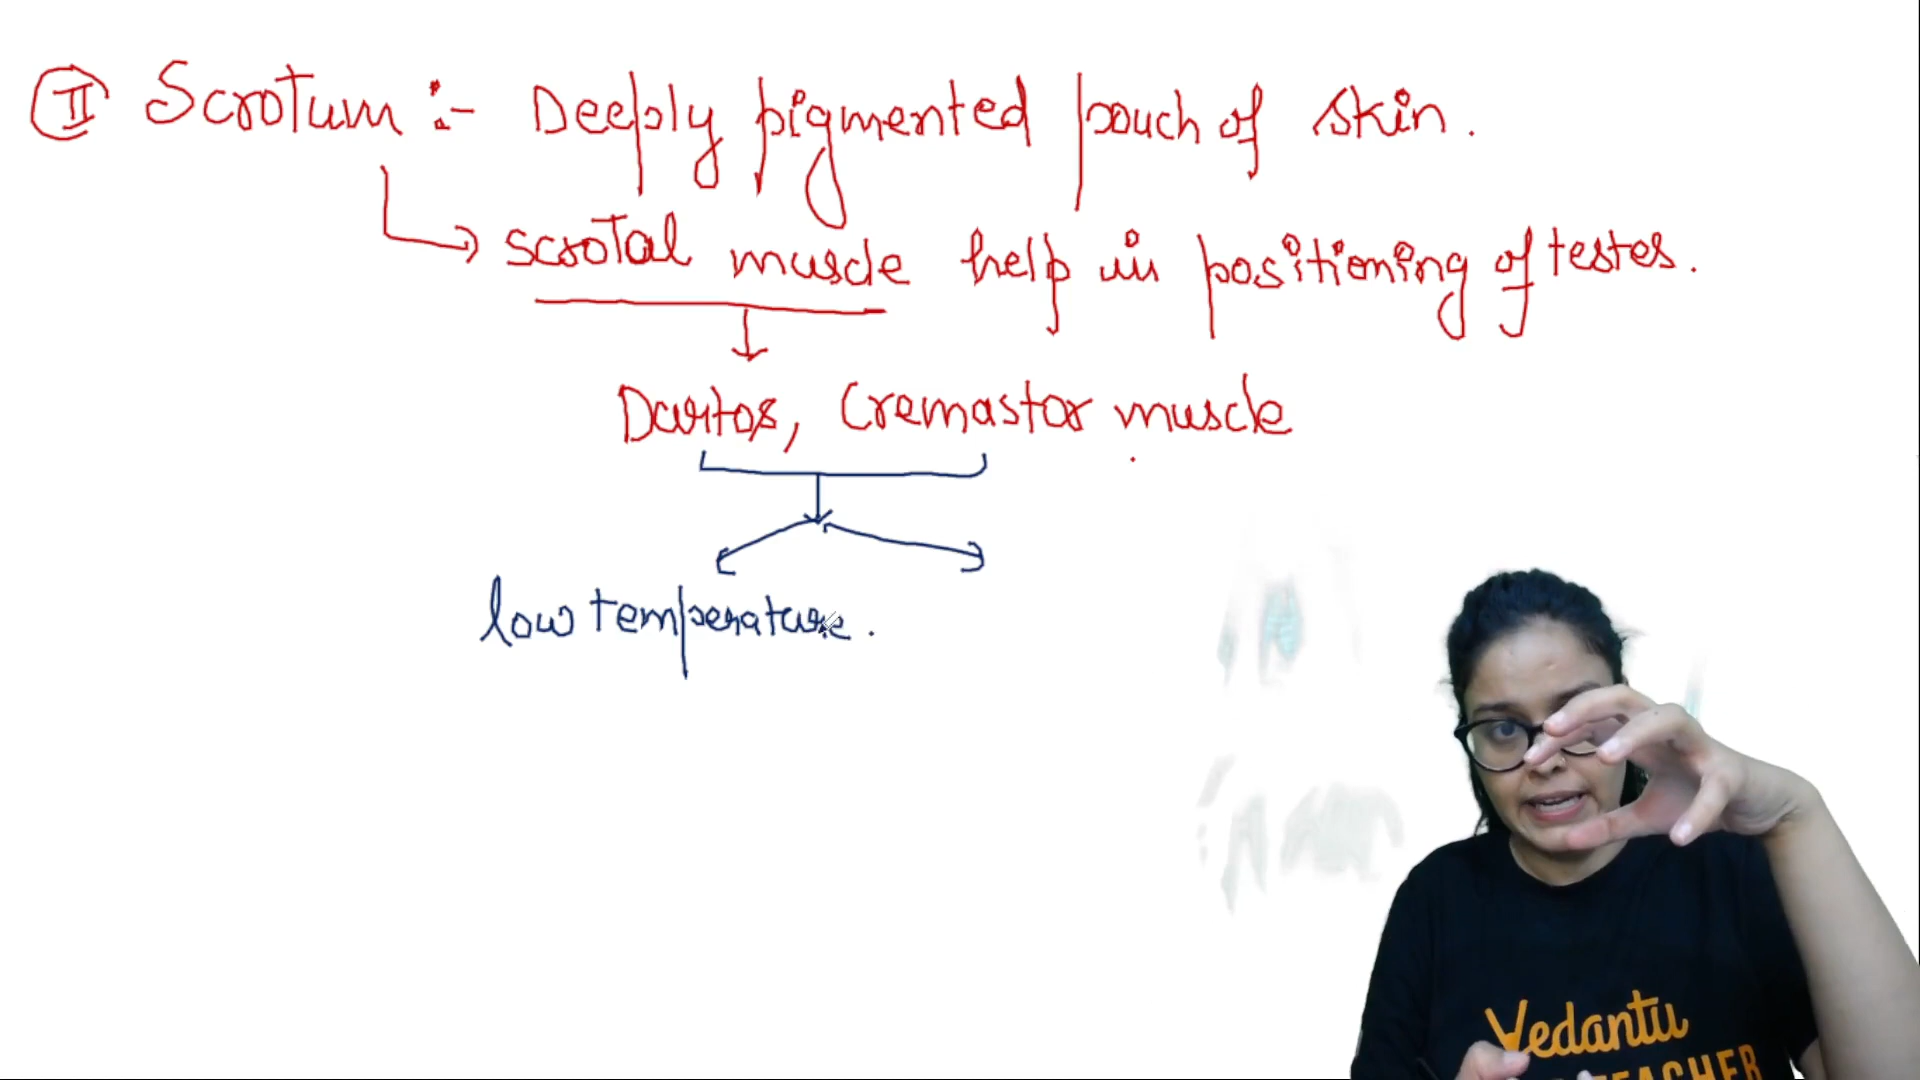 II Scrotum :- Deeply pigmented pouch of skin.
scrotal muscle help in positioning of testes.
Dartos, Cremastor muscle
low temperature.
Vedantu
TEACHER